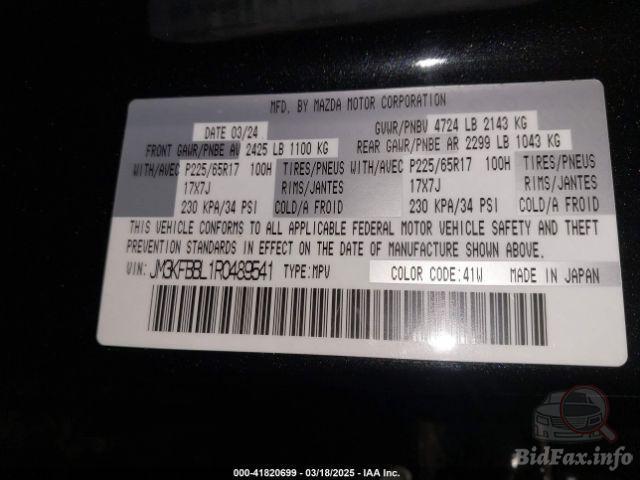 MFD. BY MAZDA MOTOR CORPORATION
DATE 03/24 GVWR/PNBV 4724 LB 2143 KG
FRONT GAWR/PNBE AV 2425 LB 1100 KG REAR GAWR/PNBE AR 2299 LB 1043 KG
WITH/AVEC P225/65R17 100H TIRES/PNEUS WITH/AVEC P225/65R17 100H TIRES/PNEUS
17X7J RIMS/JANTES 17X7J RIMS/JANTES
230 KPA/34 PSI COLD/A FROID 230 KPA/34 PSI COLD/A FROID
THIS VEHICLE CONFORMS TO ALL APPLICABLE FEDERAL MOTOR VEHICLE SAFETY AND THEFT
PREVENTION STANDARDS IN EFFECT ON THE DATE OF MANUFACTURE SHOWN ABOVE.
VIN: JM3KFBBL1R0489541 TYPE:MPV COLOR CODE:41W MADE IN JAPAN
BidFax.info
000-41820699 - 03/18/2025 - IAA Inc.